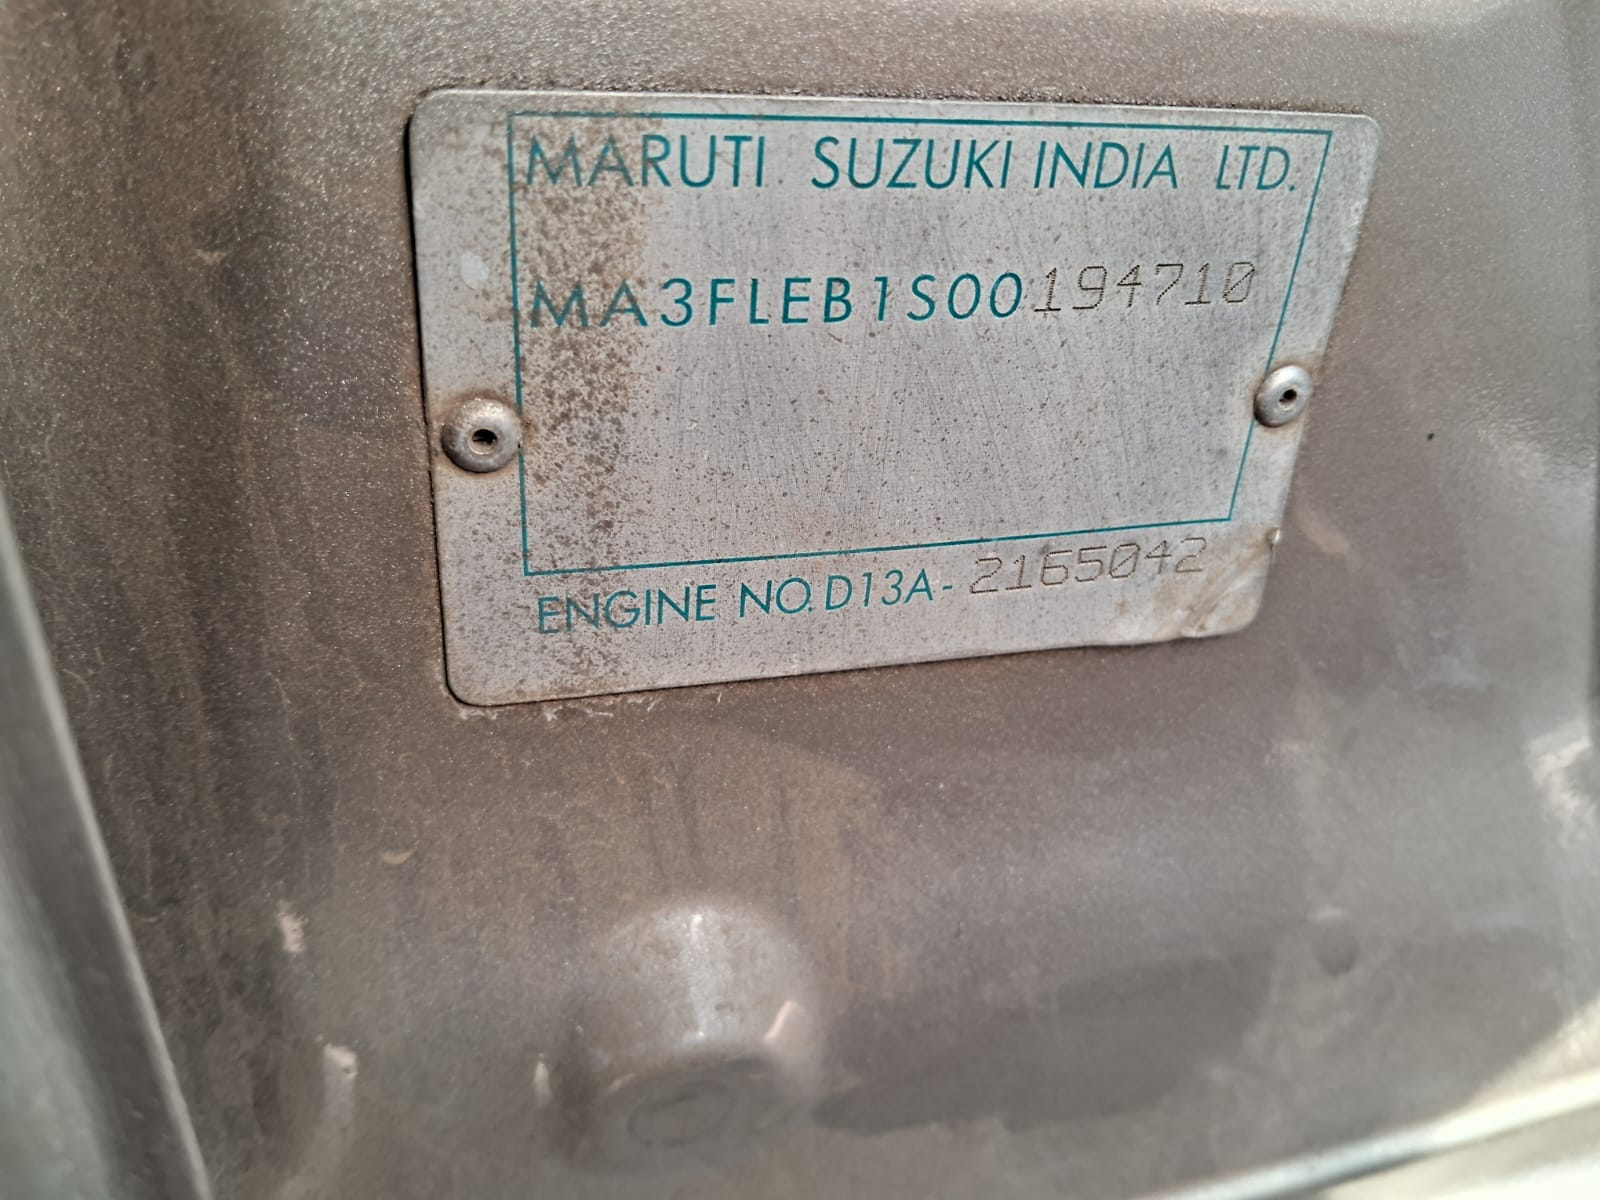 MARUTI SUZUKI INDIA LTD.
MA3FLEB1S00194710
ENGINE NO. D13A- 2165042